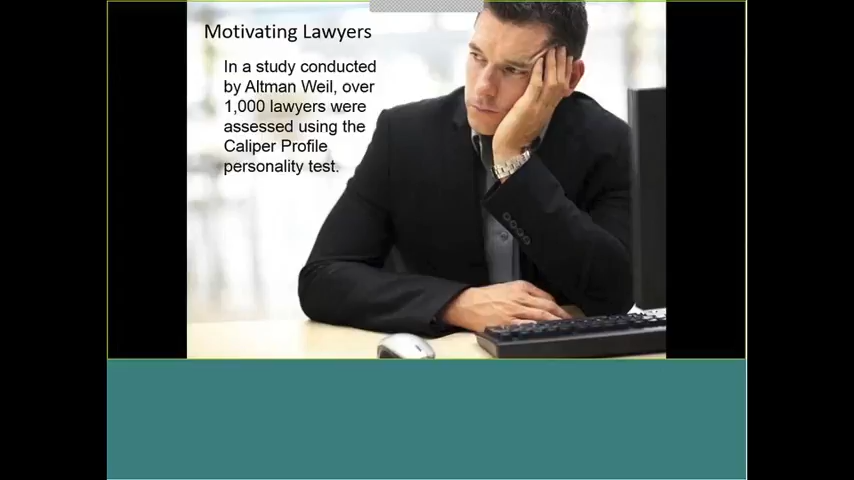 Motivating Lawyers
In a study conducted
by Altman Weil, over
1,000 lawyers were
assessed using the
Caliper Profile
personality test.